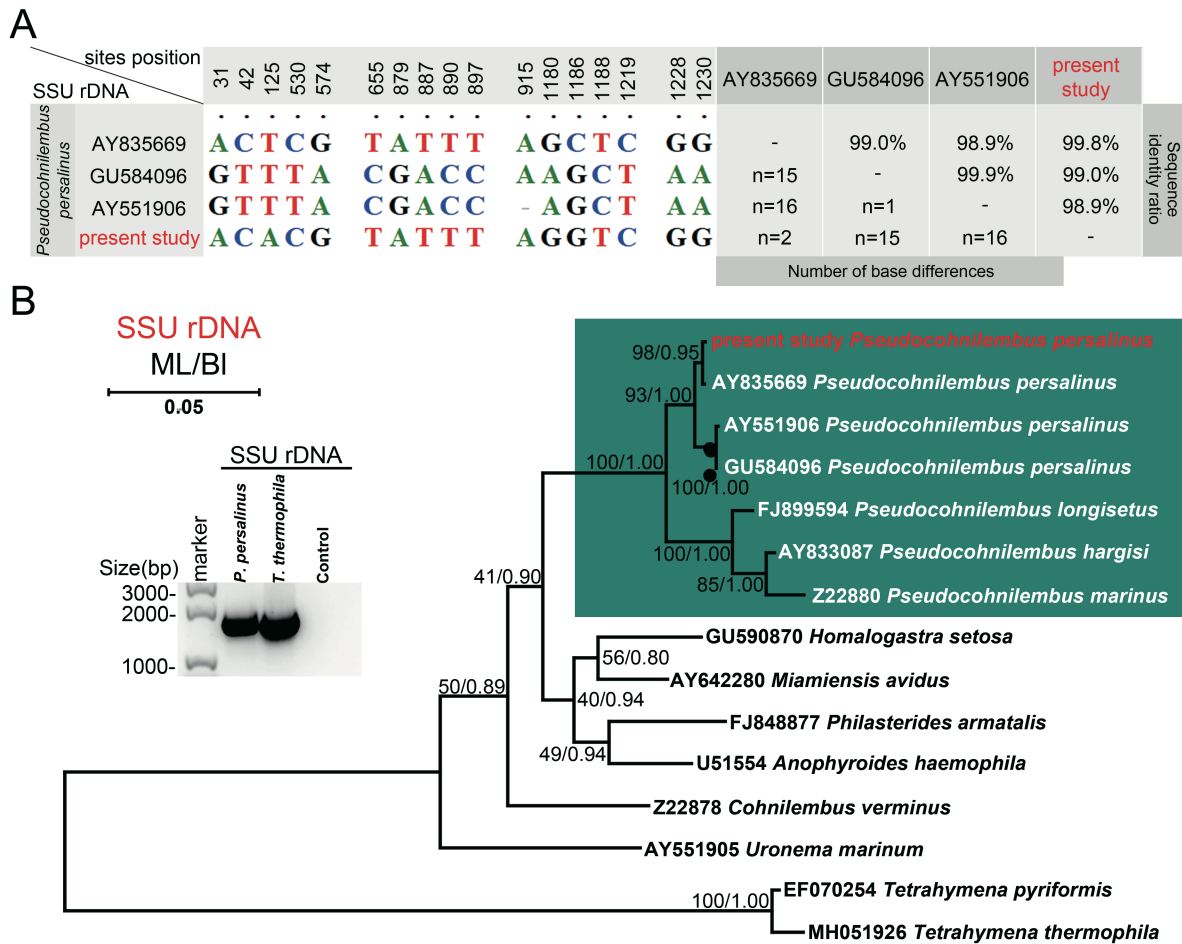 A
sites position
SSU rDNA
31 42 125 530 574 655 879 887 890 897 915 1180 1186 1188 1219 1228 1230
AY835669 GU584096 AY551906 present study
Pseudocohnilembus persalinus
AY835669 A C T C G T A T T T A G C T C G G - 99.0% 98.9% 99.8%
GU584096 G T T T A C G A C C A A G C T A A n=15 - 99.9% 99.0%
AY551906 G T T T A C G A C C - A G C T A A n=16 n=1 - 98.9%
present study A C A C G T A T T T A G G T C G G n=2 n=15 n=16 -
Sequence identity ratio
Number of base differences
B
SSU rDNA
ML/BI
0.05
SSU rDNA
marker
P. persalinus
T. thermophila
Control
Size(bp)
3000-
2000-
1000-
present study Pseudocohnilembus persalinus
98/0.95
AY835669 Pseudocohnilembus persalinus
93/1.00
AY551906 Pseudocohnilembus persalinus
100/1.00
GU584096 Pseudocohnilembus persalinus
100/1.00
FJ899594 Pseudocohnilembus longisetus
100/1.00
AY833087 Pseudocohnilembus hargisi
85/1.00
Z22880 Pseudocohnilembus marinus
41/0.90
GU590870 Homalogastra setosa
56/0.80
AY642280 Miamiensis avidus
50/0.89
40/0.94
FJ848877 Philasterides armatalis
49/0.94
U51554 Anophyroides haemophila
Z22878 Cohnilembus verminus
AY551905 Uronema marinum
EF070254 Tetrahymena pyriformis
100/1.00
MH051926 Tetrahymena thermophila